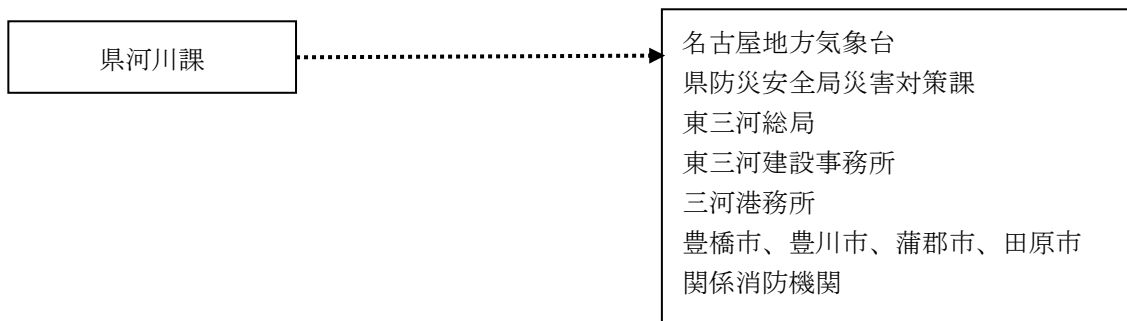 県河川課
名古屋地方気象台
県防災安全局災害対策課
東三河総局
東三河建設事務所
三河港務所
豊橋市、豊川市、蒲郡市、田原市
関係消防機関